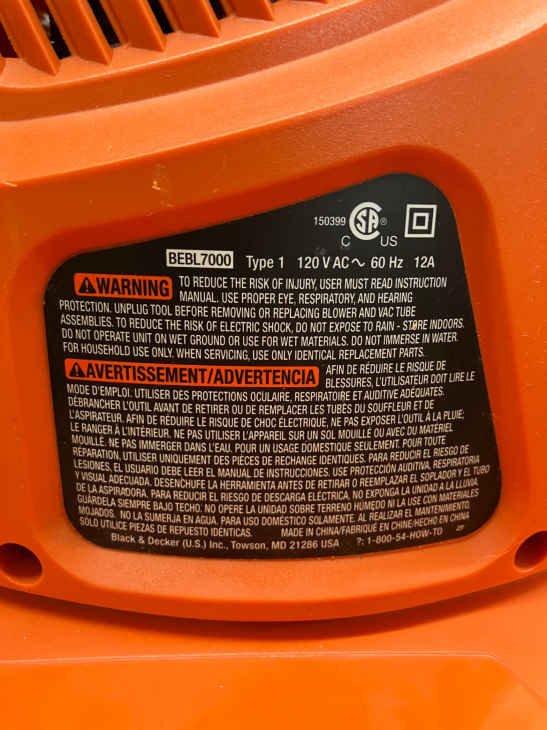 150399 SA ®
C US
BEBL7000 Type 1 120 V AC ~ 60 Hz 12A
WARNING TO REDUCE THE RISK OF INJURY, USER MUST READ INSTRUCTION
MANUAL. USE PROPER EYE, RESPIRATORY, AND HEARING
PROTECTION. UNPLUG TOOL BEFORE REMOVING OR REPLACING BLOWER AND VAC TUBE
ASSEMBLIES. TO REDUCE THE RISK OF ELECTRIC SHOCK, DO NOT EXPOSE TO RAIN - STORE INDOORS.
DO NOT OPERATE UNIT ON WET GROUND OR USE FOR WET MATERIALS. DO NOT IMMERSE IN WATER.
FOR HOUSEHOLD USE ONLY. WHEN SERVICING, USE ONLY IDENTICAL REPLACEMENT PARTS.
AVERTISSEMENT/ADVERTENCIA AFIN DE RÉDUIRE LE RISQUE DE
BLESSURES, L'UTILISATEUR DOIT LIRE LE
MODE D'EMPLOI. UTILISER DES PROTECTIONS OCULAIRE, RESPIRATOIRE ET AUDITIVE ADÉQUATES.
DÉBRANCHER L'OUTIL AVANT DE RETIRER OU DE REMPLACER LES TUBES DU SOUFFLEUR ET DE
L'ASPIRATEUR. AFIN DE RÉDUIRE LE RISQUE DE CHOC ÉLECTRIQUE, NE PAS EXPOSER L'OUTIL À LA PLUIE;
LE RANGER À L'INTÉRIEUR. NE PAS UTILISER L'APPAREIL SUR UN SOL MOUILLÉ OU AVEC DU MATÉRIEL
MOUILLÉ. NE PAS IMMERGER DANS L'EAU. POUR UN USAGE DOMESTIQUE SEULEMENT. POUR TOUTE
RÉPARATION, UTILISER UNIQUEMENT DES PIÈCES DE RECHANGE IDENTIQUES. PARA REDUCIR EL RIESGO DE
LESIONES, EL USUARIO DEBE LEER EL MANUAL DE INSTRUCCIONES. USE PROTECCIÓN AUDITIVA, RESPIRATORIA
Y VISUAL ADECUADA. DESENCHUFE LA HERRAMIENTA ANTES DE RETIRAR O REEMPLAZAR EL SOPLADOR Y EL TUBO
DE LA ASPIRADORA. PARA REDUCIR EL RIESGO DE DESCARGA ELÉCTRICA, NO EXPONGA LA UNIDAD A LA LLUVIA.
GUÁRDELA SIEMPRE BAJO TECHO. NO OPERE LA UNIDAD SOBRE TERRENO HÚMEDO NI LA USE CON MATERIALES
MOJADOS. NO LA SUMERJA EN AGUA. PARA USO DOMÉSTICO SOLAMENTE. AL REALIZAR EL MANTENIMIENTO,
SOLO UTILICE PIEZAS DE REPUESTO IDÉNTICAS. MADE IN CHINA/FABRIQUÉ EN CHINE/HECHO EN CHINA
Black & Decker (U.S.) Inc., Towson, MD 21286 USA ?: 1-800-54-HOW-TO